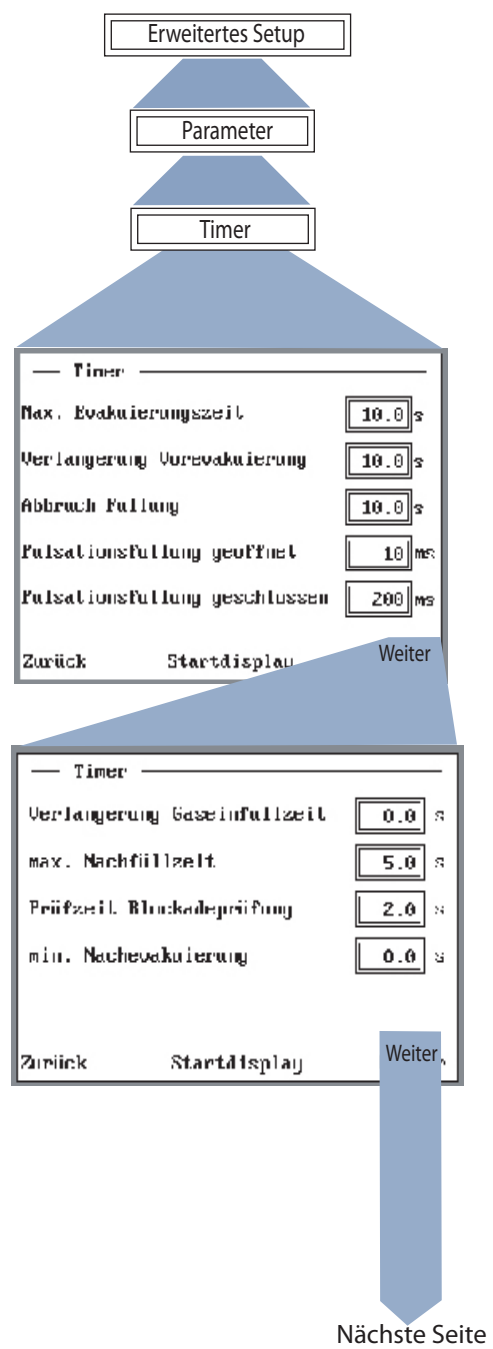 Erweitertes Setup
Parameter
Timer
Timer
Max. Evakuierungszeit 10.0 s
Verlangerung Vorevakuierung 10.0 s
Abbruch Fullung 10.0 s
Pulsationsfullung geoffnet 10 ms
Pulsationsfullung geschlossen 200 ms
Zurück Startdisplay Weiter
Timer
Verlangerung Gaseinfullzeit 0.0 s
max. Nachfüllzeit 5.0 s
Prüfzeit Blockadeprüfung 2.0 s
min. Nachevakuierung 0.0 s
Zurück Startdisplay Weiter
Nächste Seite